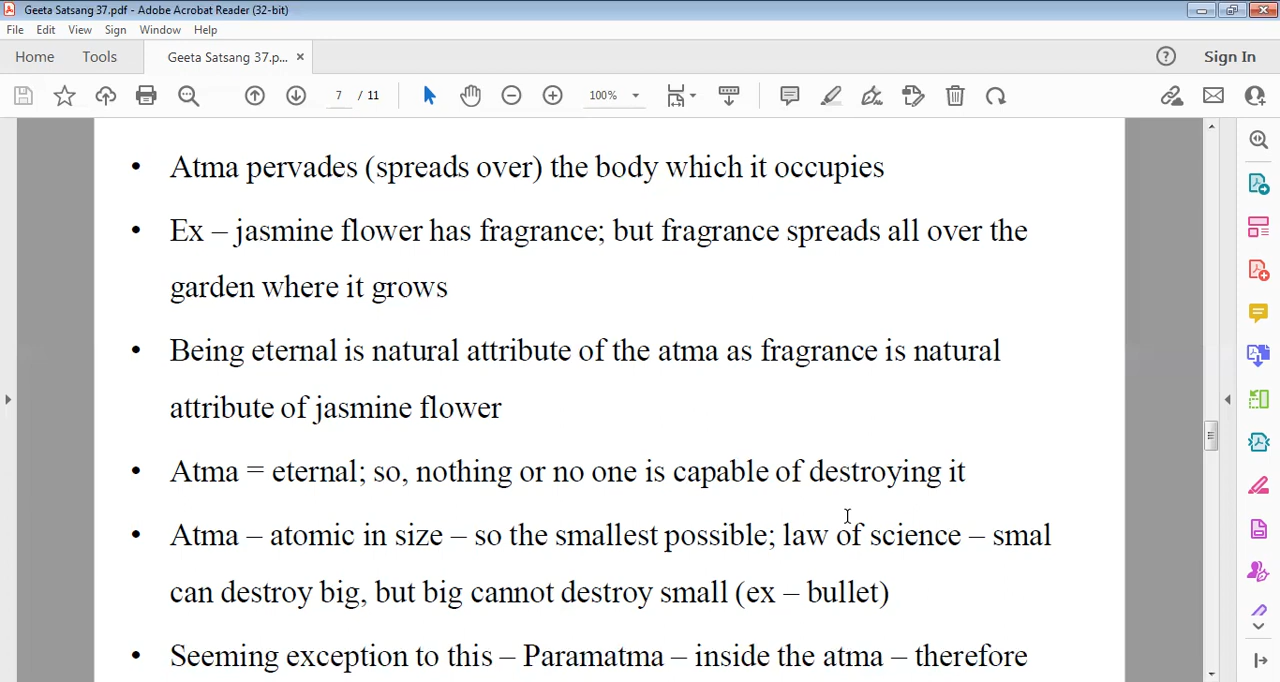 Geeta Satsang 37.pdf - Adobe Acrobat Reader (32-bit)
File Edit View Sign Window Help
Home Tools Geeta Satsang 37.p... × Sign In
7 / 11 100%
• Atma pervades (spreads over) the body which it occupies
• Ex – jasmine flower has fragrance; but fragrance spreads all over the
garden where it grows
• Being eternal is natural attribute of the atma as fragrance is natural
attribute of jasmine flower
• Atma = eternal; so, nothing or no one is capable of destroying it
• Atma – atomic in size – so the smallest possible; law of science – smal
can destroy big, but big cannot destroy small (ex – bullet)
• Seeming exception to this – Paramatma – inside the atma – therefore